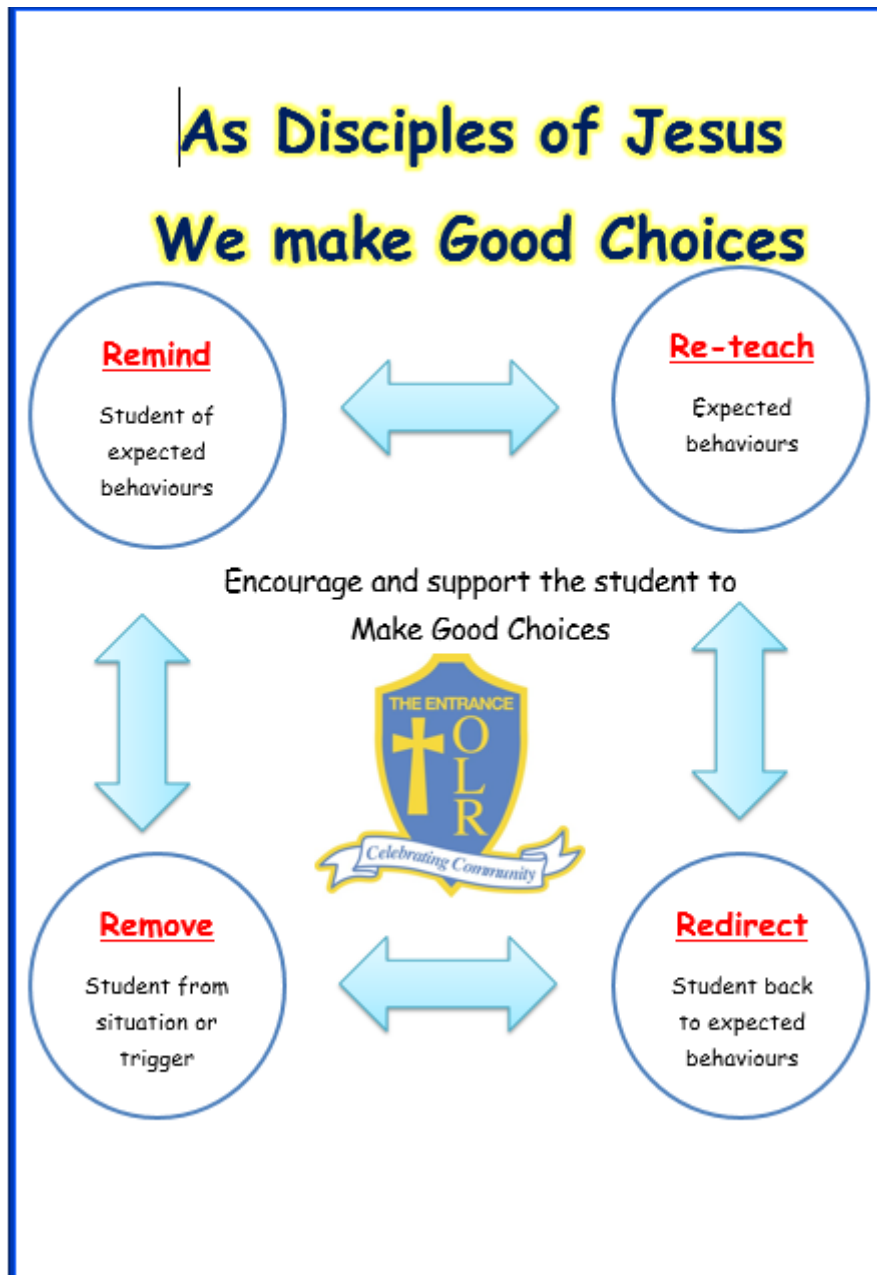 As Disciples of Jesus
We make Good Choices
Remind
Student of
expected
behaviours
Re-teach
Expected
behaviours
Encourage and support the student to
Make Good Choices
THE ENTRANCE
O
L
R
Celebrating Community
Remove
Student from
situation or
trigger
Redirect
Student back
to expected
behaviours